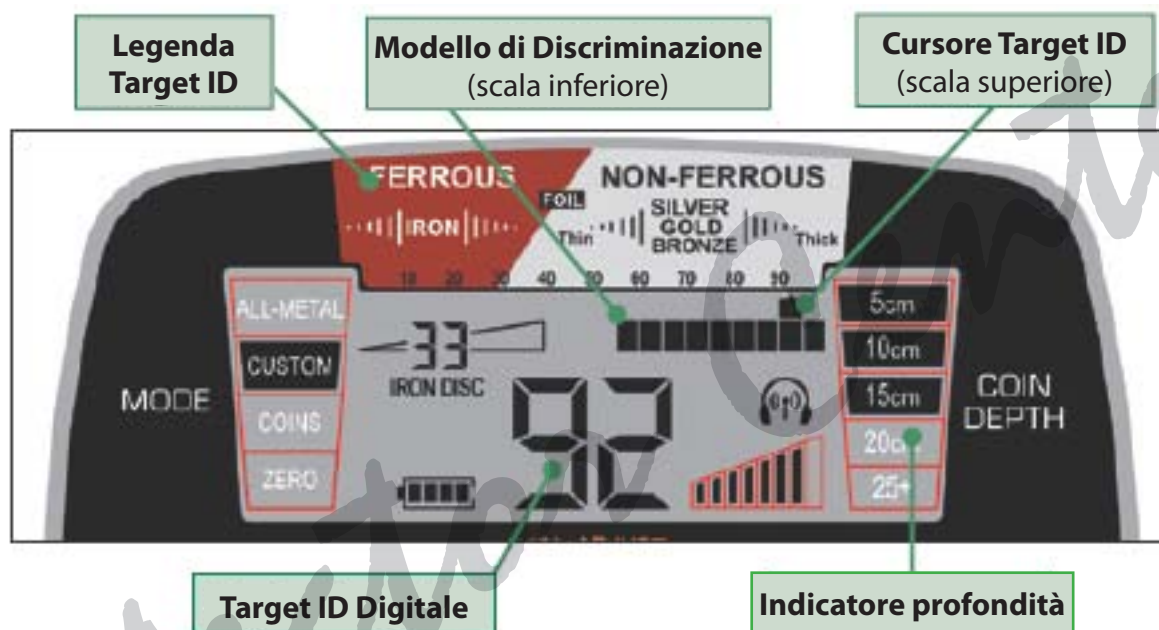 Legenda
Target ID
Modello di Discriminazione
(scala inferiore)
Cursore Target ID
(scala superiore)
FERROUS
NON-FERROUS
FOIL
IRON
Thin
SILVER
GOLD
BRONZE
Thick
10 20 30 40 50 60 70 80 90
MODE
ALL-METAL
CUSTOM
COINS
ZERO
33
IRON DISC
92
5cm
10cm
15cm
20cm
25+
COIN
DEPTH
Target ID Digitale
Indicatore profondità